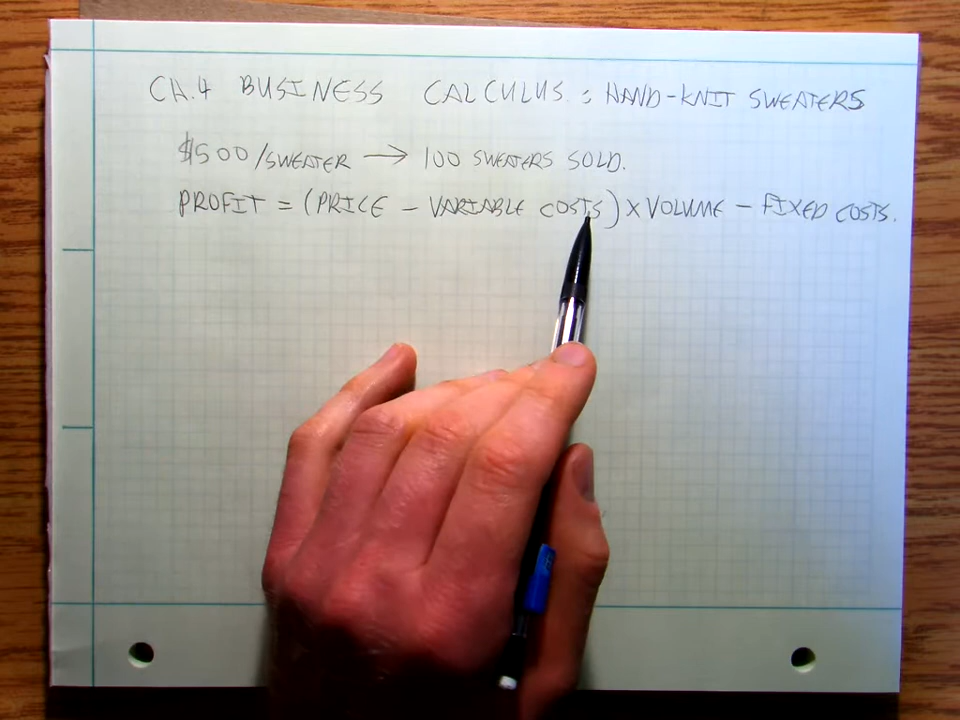 CH.4 BUSINESS CALCULUS : HAND-KNIT SWEATERS
$500/SWEATER → 100 SWEATERS SOLD.
PROFIT = (PRICE - VARIABLE COSTS) x VOLUME - FIXED COSTS.